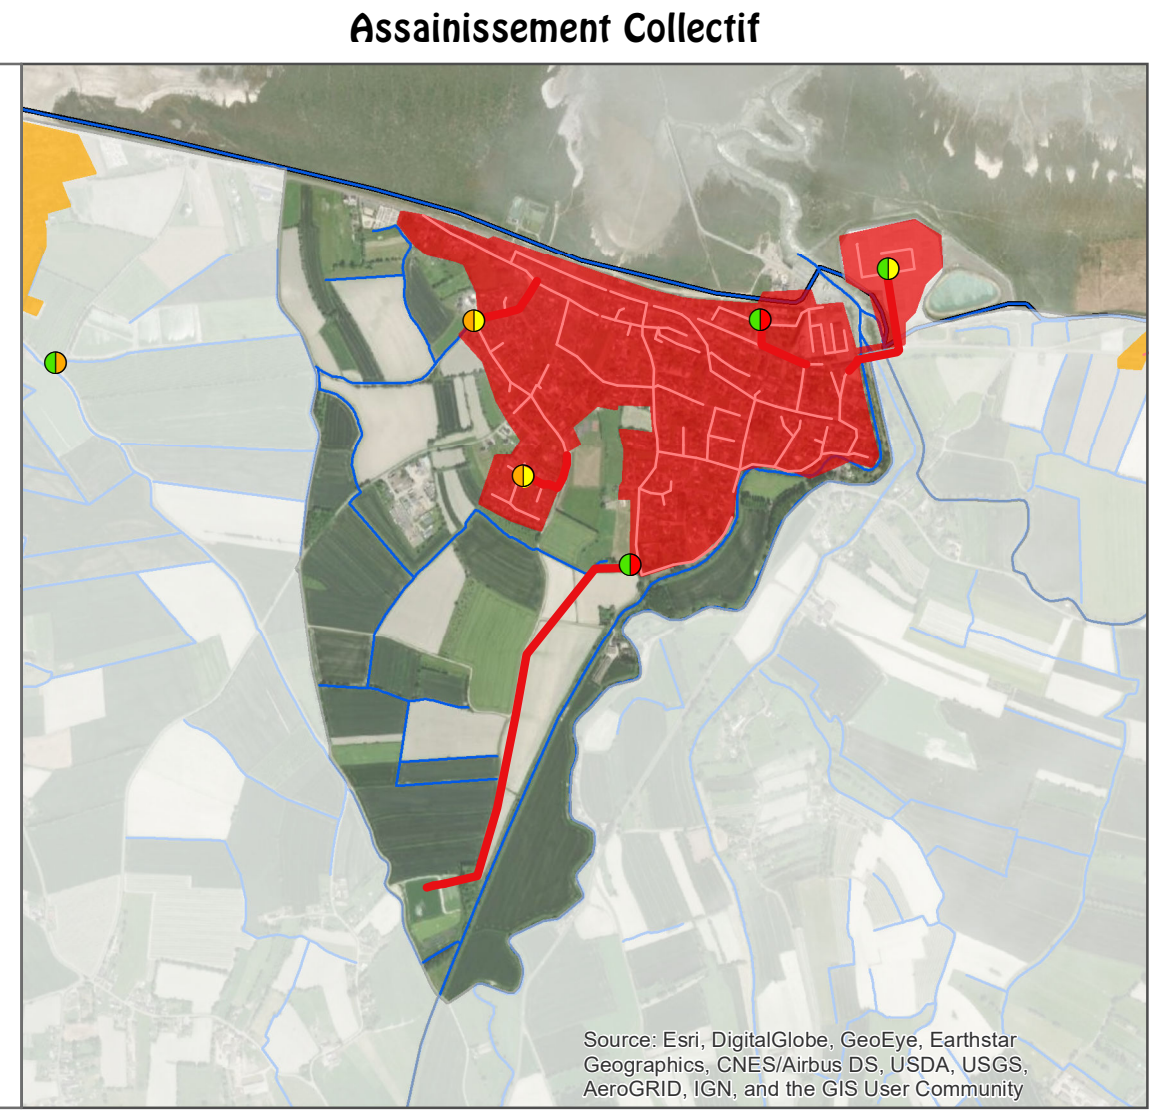 Assainissement Collectif
Source: Esri, DigitalGlobe, GeoEye, Earthstar
Geographics, CNES/Airbus DS, USDA, USGS,
AeroGRID, IGN, and the GIS User Community